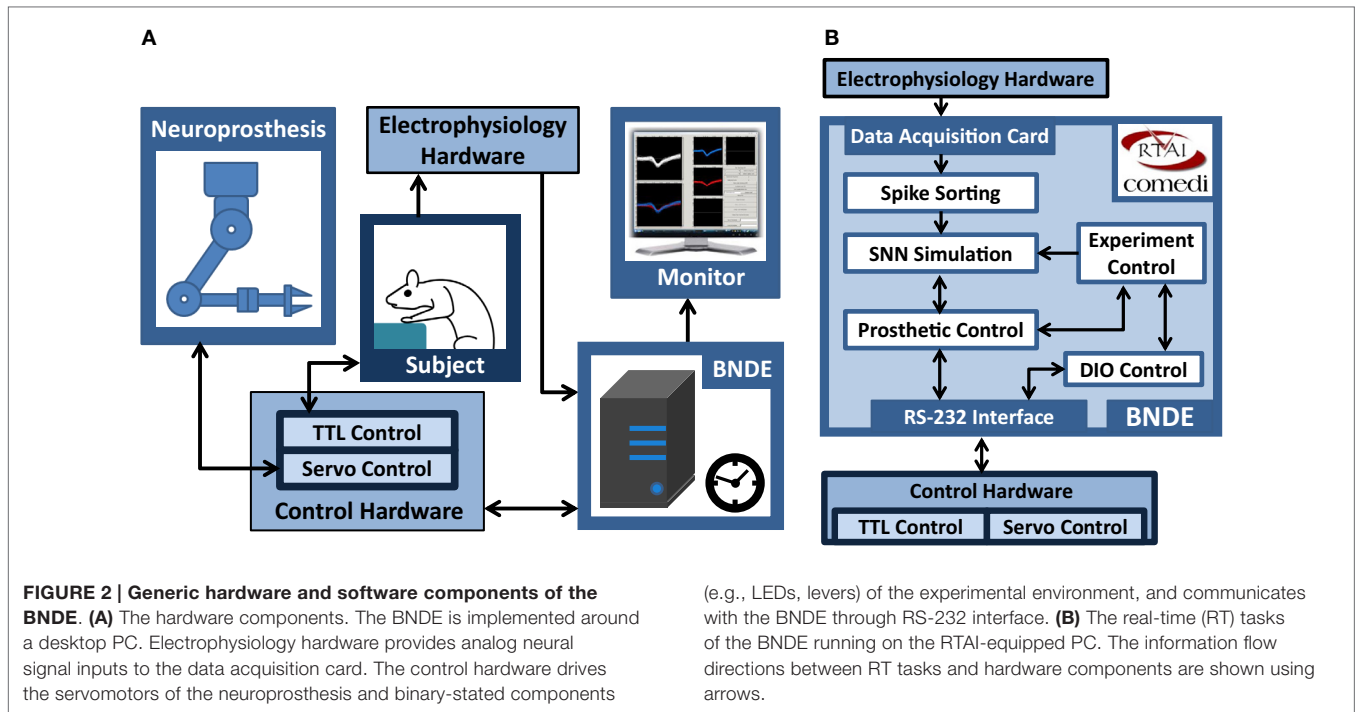 A
Neuroprosthesis
Electrophysiology
Hardware
Monitor
Subject
BNDE
TTL Control
Servo Control
Control Hardware
B
Electrophysiology Hardware
Data Acquisition Card
RTAI
comedi
Spike Sorting
SNN Simulation
Experiment
Control
Prosthetic Control
DIO Control
RS-232 Interface
BNDE
Control Hardware
TTL Control
Servo Control
FIGURE 2 | Generic hardware and software components of the
BNDE. (A) The hardware components. The BNDE is implemented around
a desktop PC. Electrophysiology hardware provides analog neural
signal inputs to the data acquisition card. The control hardware drives
the servomotors of the neuroprosthesis and binary-stated components
(e.g., LEDs, levers) of the experimental environment, and communicates
with the BNDE through RS-232 interface. (B) The real-time (RT) tasks
of the BNDE running on the RTAI-equipped PC. The information flow
directions between RT tasks and hardware components are shown using
arrows.